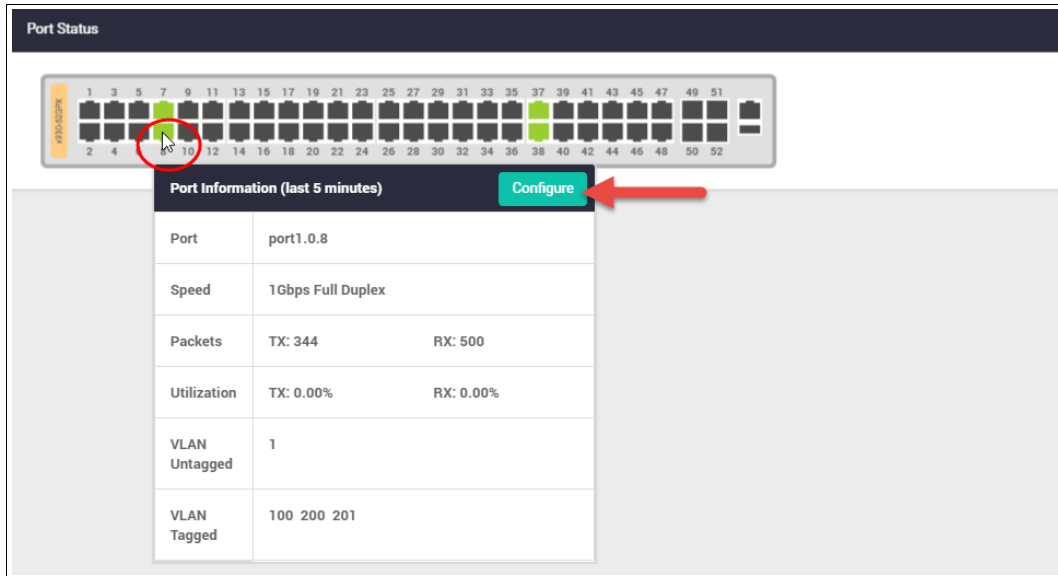 Port Status
1 3 5 7 9 11 13 15 17 19 21 23 25 27 29 31 33 35 37 39 41 43 45 47 49 51
x930-52GPX
2 4 8 10 12 14 16 18 20 22 24 26 28 30 32 34 36 38 40 42 44 46 48 50 52
Port Information (last 5 minutes) Configure
Port port1.0.8
Speed 1Gbps Full Duplex
Packets TX: 344 RX: 500
Utilization TX: 0.00% RX: 0.00%
VLAN Untagged 1
VLAN Tagged 100 200 201